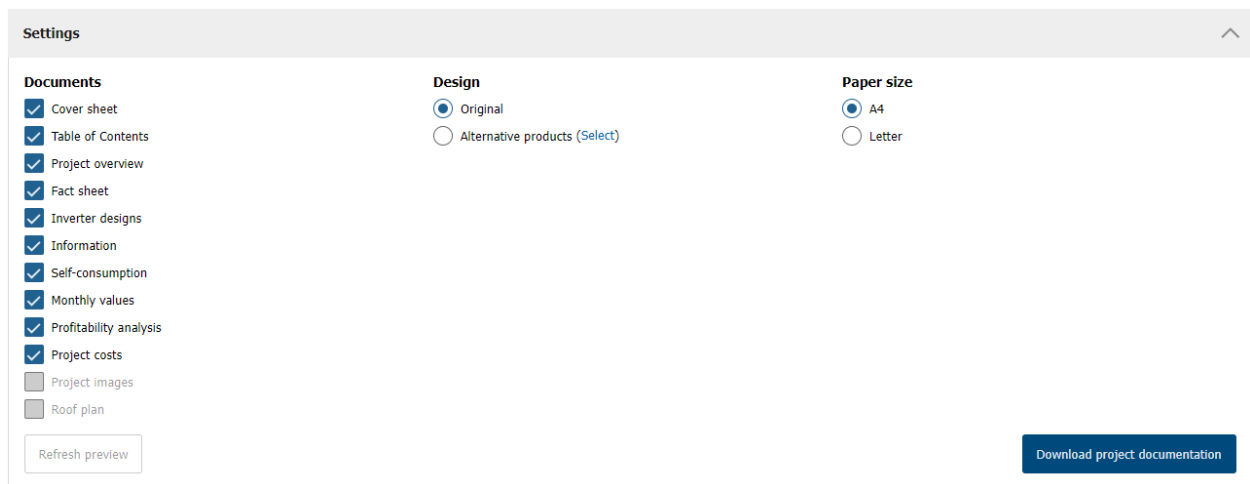 Settings
Documents
Cover sheet
Table of Contents
Project overview
Fact sheet
Inverter designs
Information
Self-consumption
Monthly values
Profitability analysis
Project costs
Project images
Roof plan
Refresh preview
Design
Original
Alternative products (Select)
Paper size
A4
Letter
Download project documentation